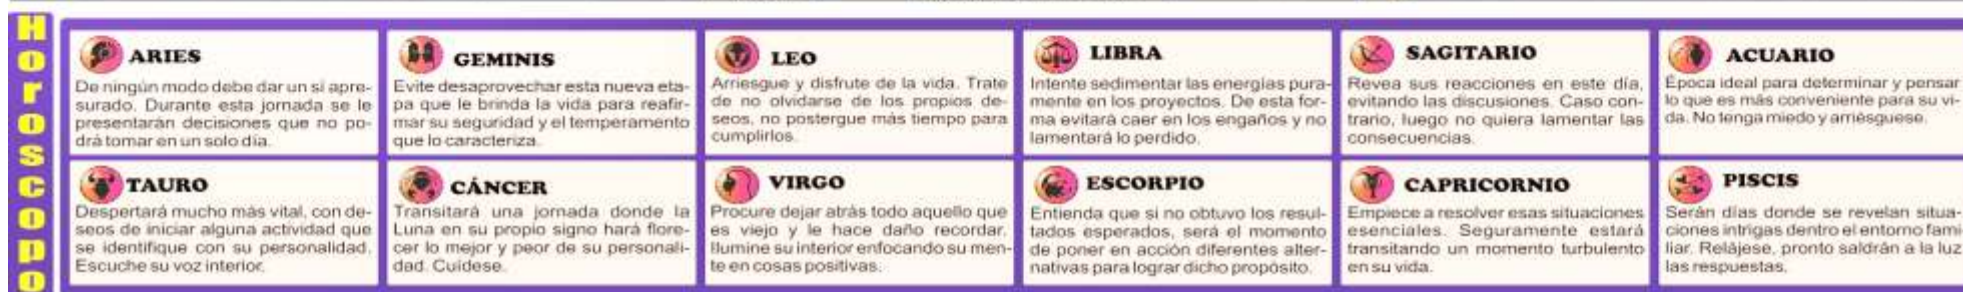 Horóscopo
ARIES
De ningún modo debe dar un sí apre-
surado. Durante esta jornada se le
presentarán decisiones que no po-
drá tomar en un solo día.
TAURO
Despertará mucho más vital, con de-
seos de iniciar alguna actividad que
se identifique con su personalidad.
Escuche su voz interior.
GEMINIS
Evite desaprovechar esta nueva eta-
pa que le brinda la vida para reafir-
mar su seguridad y el temperamento
que lo caracteriza.
CÁNCER
Transitará una jornada donde la
Luna en su propio signo hará flore-
cer lo mejor y peor de su personali-
dad. Cuídese.
LEO
Arriesgue y disfrute de la vida. Trate
de no olvidarse de los propios de-
seos, no postergue más tiempo para
cumplirlos.
VIRGO
Procure dejar atrás todo aquello que
es viejo y le hace daño recordar.
Ilumine su interior enfocando su men-
te en cosas positivas.
LIBRA
Intente sedimentar las energías pura-
mente en los proyectos. De esta for-
ma evitará caer en los engaños y no
lamentará lo perdido.
ESCORPIO
Entienda que si no obtuvo los resul-
tados esperados, será el momento
de poner en acción diferentes alter-
nativas para lograr dicho propósito.
SAGITARIO
Revea sus reacciones en este día,
evitando las discusiones. Caso con-
trario, luego no quiera lamentar las
consecuencias.
CAPRICORNIO
Empiece a resolver esas situaciones
esenciales. Seguramente estará
transitando un momento turbulento
en su vida.
ACUARIO
Época ideal para determinar y pensar
lo que es más conveniente para su vi-
da. No tenga miedo y arriésguese.
PISCIS
Serán días donde se revelan situa-
ciones intrigas dentro el entorno fami-
liar. Relájese, pronto saldrán a la luz
las respuestas.